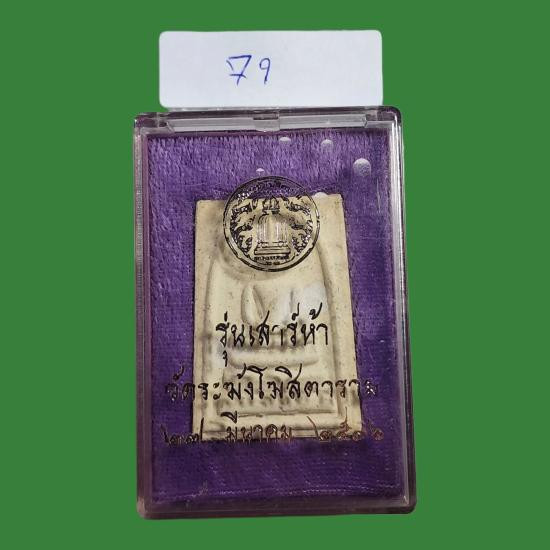 79
รุ่นเสาร์ห้า
วัดระฆังโฆสิตาราม
๒๗ มีนาคม ๒๕๓๖